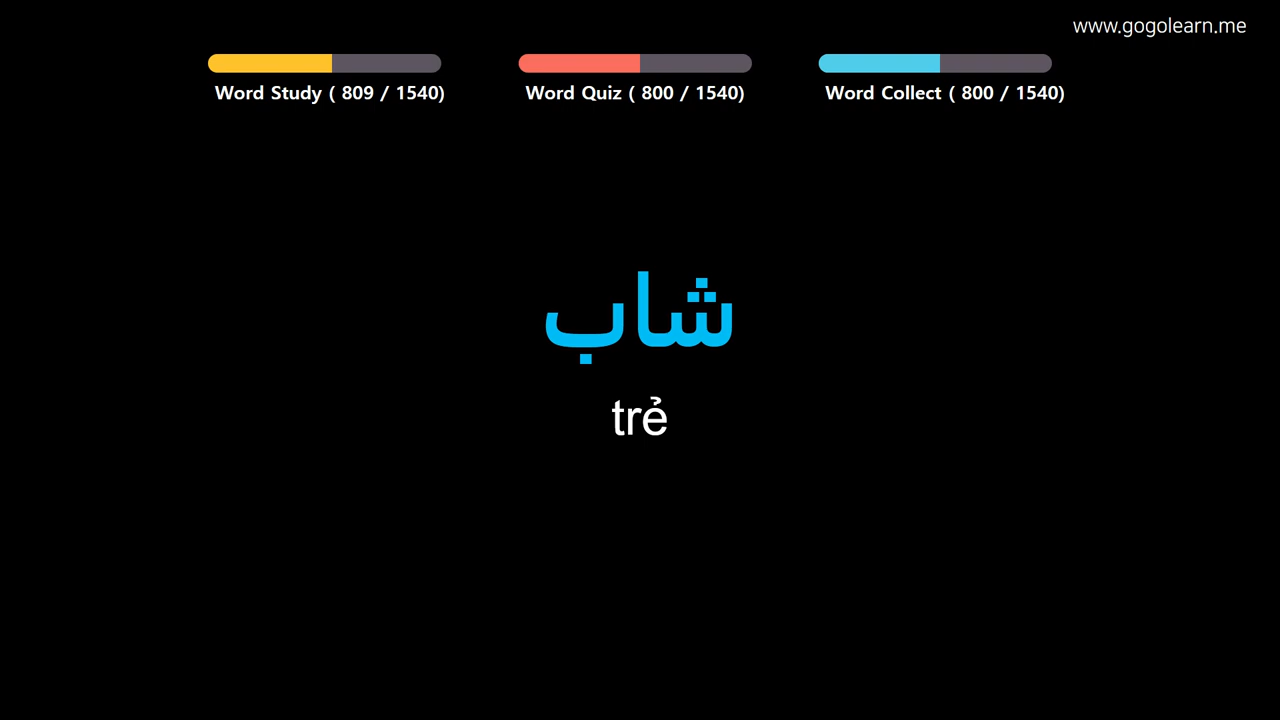 www.gogolearn.me
Word Study ( 809 / 1540)
Word Quiz ( 800 / 1540)
Word Collect ( 800 / 1540)
شاب
trẻ